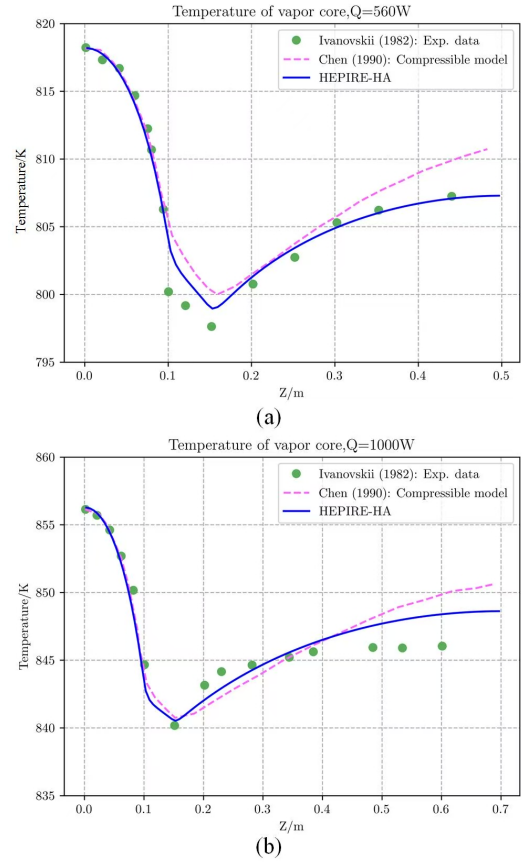 Temperature of vapor core,Q=560W
820
815
810
805
800
795
Temperature/K
Ivanovskii (1982): Exp. data
Chen (1990): Compressible model
HEPIRE-HA
0.0 0.1 0.2 0.3 0.4 0.5
Z/m
(a)
Temperature of vapor core,Q=1000W
860
855
850
845
840
835
Temperature/K
Ivanovskii (1982): Exp. data
Chen (1990): Compressible model
HEPIRE-HA
0.0 0.1 0.2 0.3 0.4 0.5 0.6 0.7
Z/m
(b)